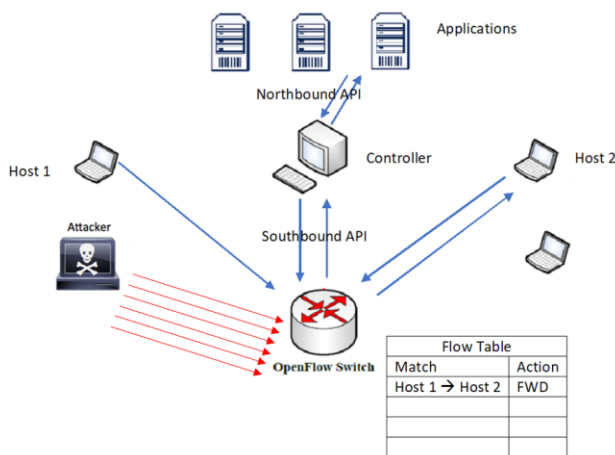 Applications
Northbound API
Controller
Host 1
Host 2
Attacker
Southbound API
OpenFlow Switch
Flow Table
Match Action
Host 1 → Host 2 FWD